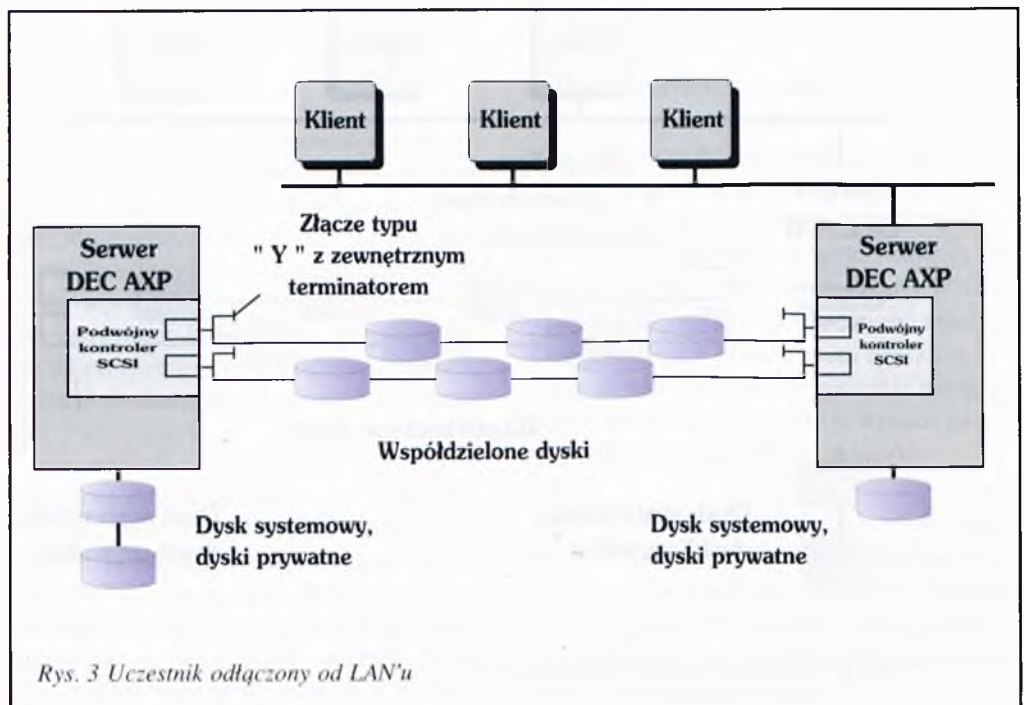 Klient
Klient
Klient
Złącze typu
" Y " z zewnętrznym
terminatorem
Serwer
DEC AXP
Podwójny
kontroler
SCSI
Serwer
DEC AXP
Podwójny
kontroler
SCSI
Współdzielone dyski
Dysk systemowy,
dyski prywatne
Dysk systemowy,
dyski prywatne
Rys. 3 Uczestnik odłączony od LAN'u